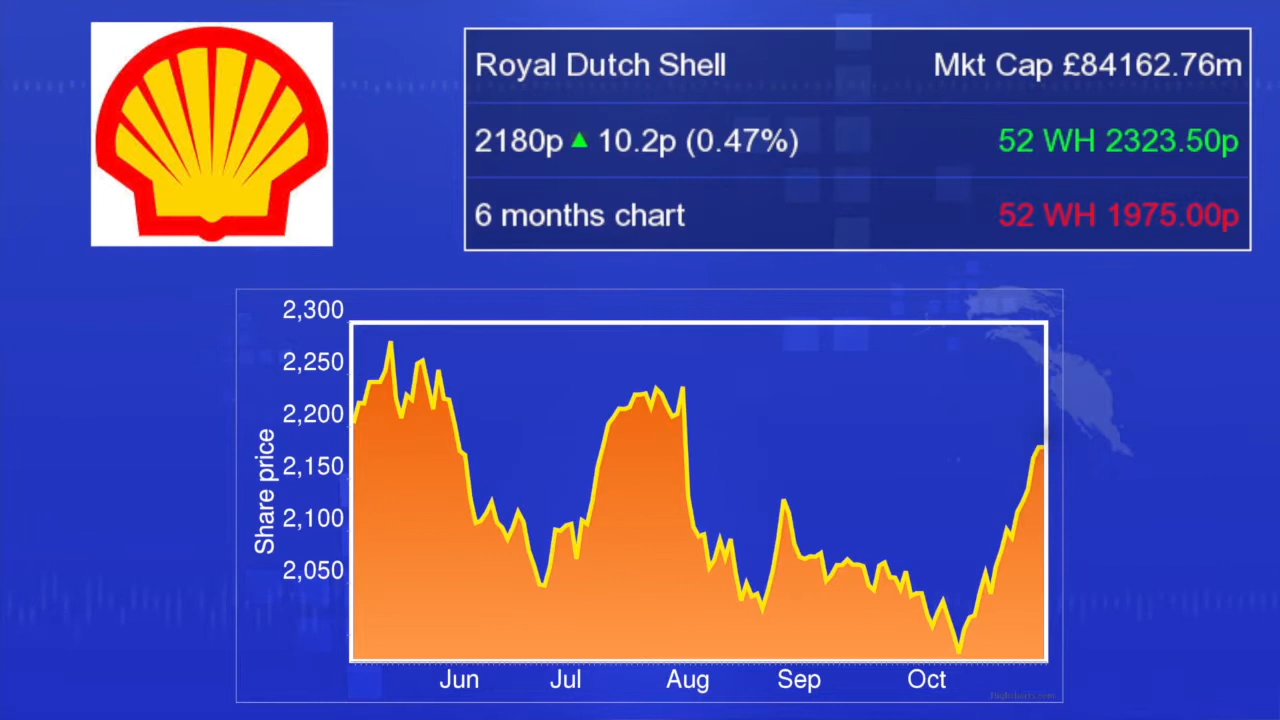 Royal Dutch Shell Mkt Cap £84162.76m
2180p ▲ 10.2p (0.47%) 52 WH 2323.50p
6 months chart 52 WH 1975.00p
2,300
2,250
2,200
2,150
2,100
2,050
Share price
Jun Jul Aug Sep Oct